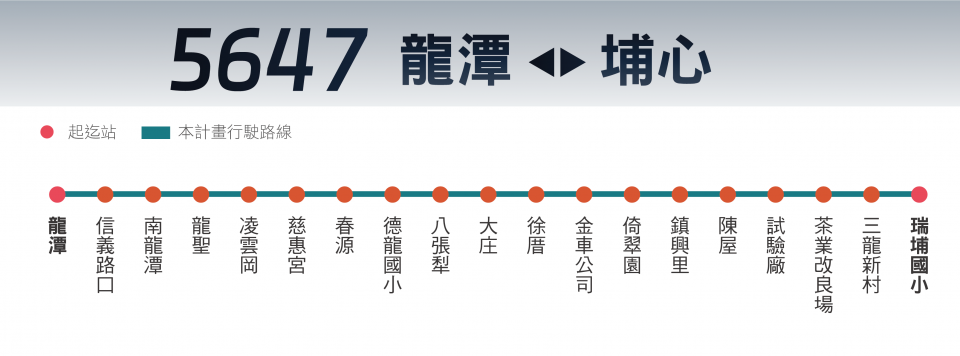 5647 龍潭 ◀▶ 埔心
起迄站
本計畫行駛路線
龍潭
信義路口
南龍潭
龍聖
凌雲岡
慈惠宮
春源
德龍國小
八張犁
大庄
徐厝
金車公司
倚翠園
鎮興里
陳屋
試驗廠
茶業改良場
三龍新村
瑞埔國小